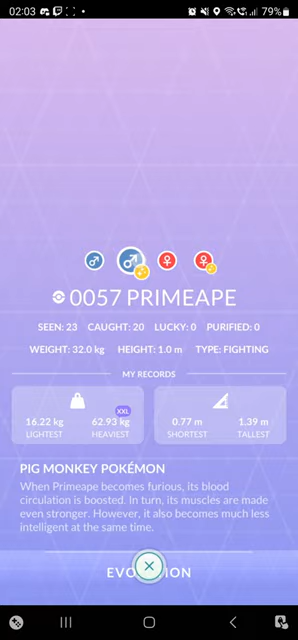 02:03
79%
0057 PRIMEAPE
SEEN: 23 CAUGHT: 20 LUCKY: 0 PURIFIED: 0
WEIGHT: 32.0 kg HEIGHT: 1.0 m TYPE: FIGHTING
MY RECORDS
XXL
16.22 kg 62.93 kg 0.77 m 1.39 m
LIGHTEST HEAVIEST SHORTEST TALLEST
PIG MONKEY POKÉMON
When Primeape becomes furious, its blood
circulation is boosted. In turn, its muscles are made
even stronger. However, it also becomes much less
intelligent at the same time.